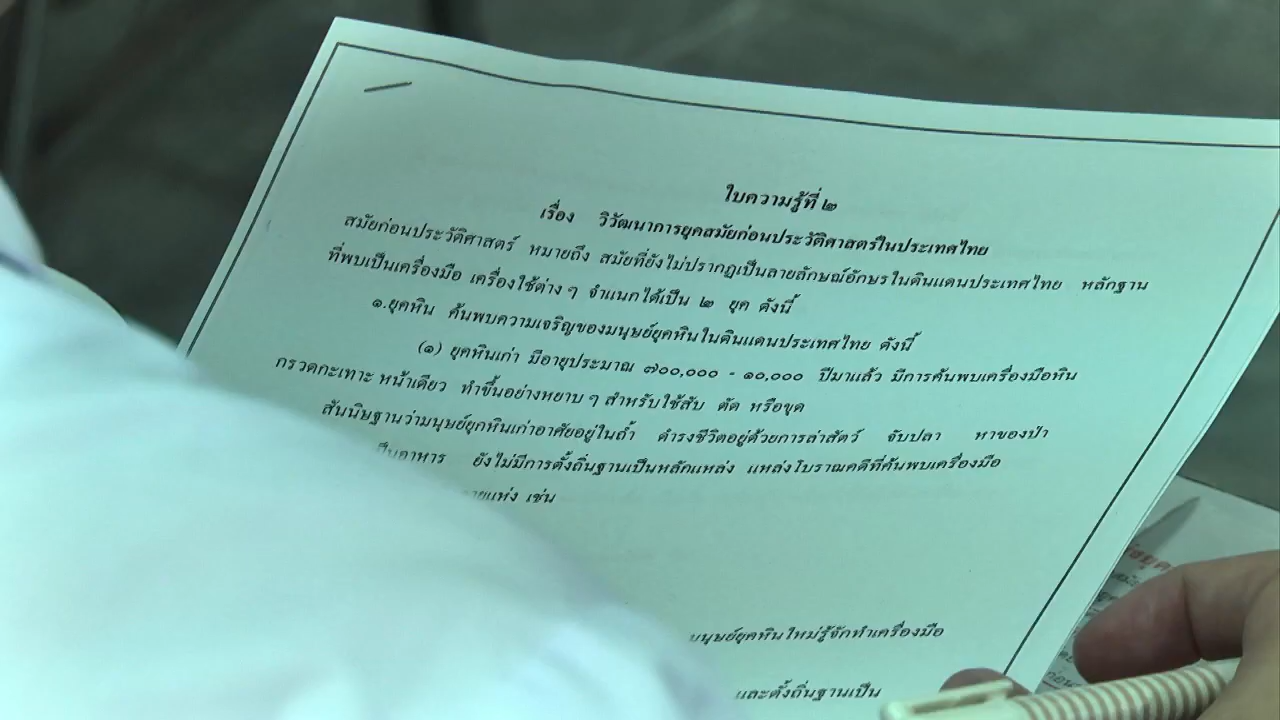 ใบความรู้ที่ ๒
เรื่อง วิวัฒนาการยุคสมัยก่อนประวัติศาสตร์ในประเทศไทย
สมัยก่อนประวัติศาสตร์ หมายถึง สมัยที่ยังไม่ปรากฏเป็นลายลักษณ์อักษรในดินแดนประเทศไทย หลักฐาน
ที่พบเป็นเครื่องมือ เครื่องใช้ต่าง ๆ จำแนกได้เป็น ๒ ยุค ดังนี้
๑.ยุคหิน ค้นพบความเจริญของมนุษย์ยุคหินในดินแดนประเทศไทย ดังนี้
(๑) ยุคหินเก่า มีอายุประมาณ ๗๐๐,๐๐๐ - ๑๐,๐๐๐ ปีมาแล้ว มีการค้นพบเครื่องมือหิน
กรวดกะเทาะ หน้าเดียว ทำขึ้นอย่างหยาบ ๆ สำหรับใช้สับ ตัด หรือขูด
สันนิษฐานว่ามนุษย์ยุกหินเก่าอาศัยอยู่ในถ้ำ ดำรงชีวิตอยู่ด้วยการล่าสัตว์ จับปลา หาของป่า
เป็นอาหาร ยังไม่มีการตั้งถิ่นฐานเป็นหลักแหล่ง แหล่งโบราณคดีที่ค้นพบเครื่องมือ
ายแห่ง เช่น
มนุษย์ยุคหินใหม่รู้จักทำเครื่องมือ
และตั้งถิ่นฐานเป็น